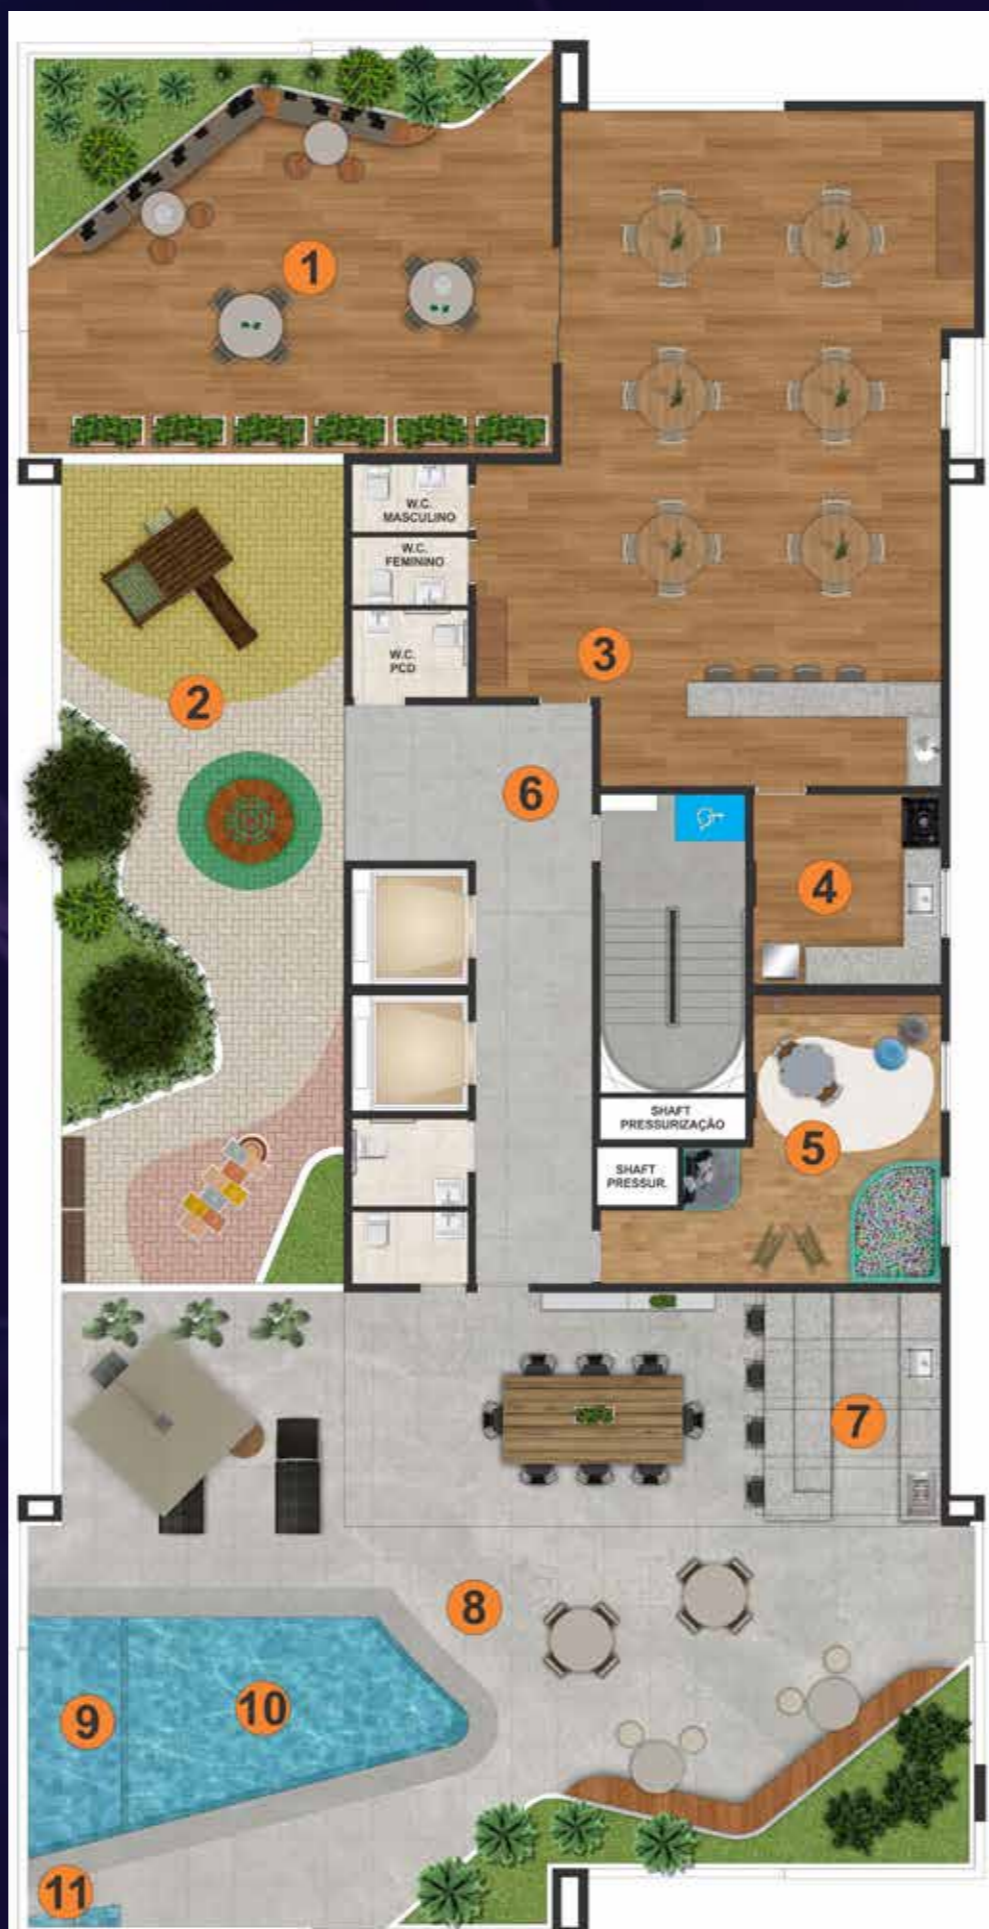 1
W.C.
MASCULINO
W.C.
FEMININO
W.C.
PCD
3
2
6
4
SHAFT
PRESSURIZAÇÃO
5
SHAFT
PRESSUR.
7
8
9
10
11